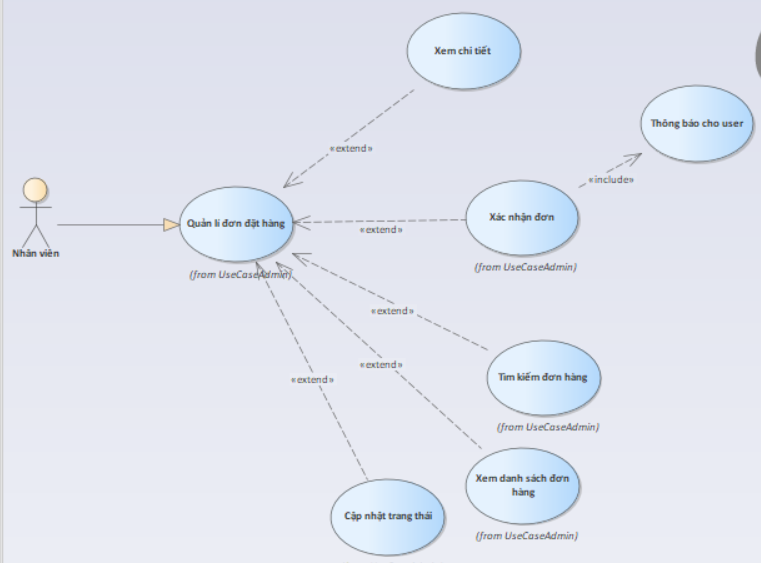 Xem chi tiết
Thông báo cho user
«extend»
«include»
Quản lí đơn đặt hàng
Xác nhận đơn
«extend»
Nhân viên
(from UseCaseAdmin)
(from UseCaseAdmin)
«extend»
«extend»
«extend»
Tìm kiếm đơn hàng
(from UseCaseAdmin)
Xem danh sách đơn
hàng
Cập nhật trang thái
(from UseCaseAdmin)